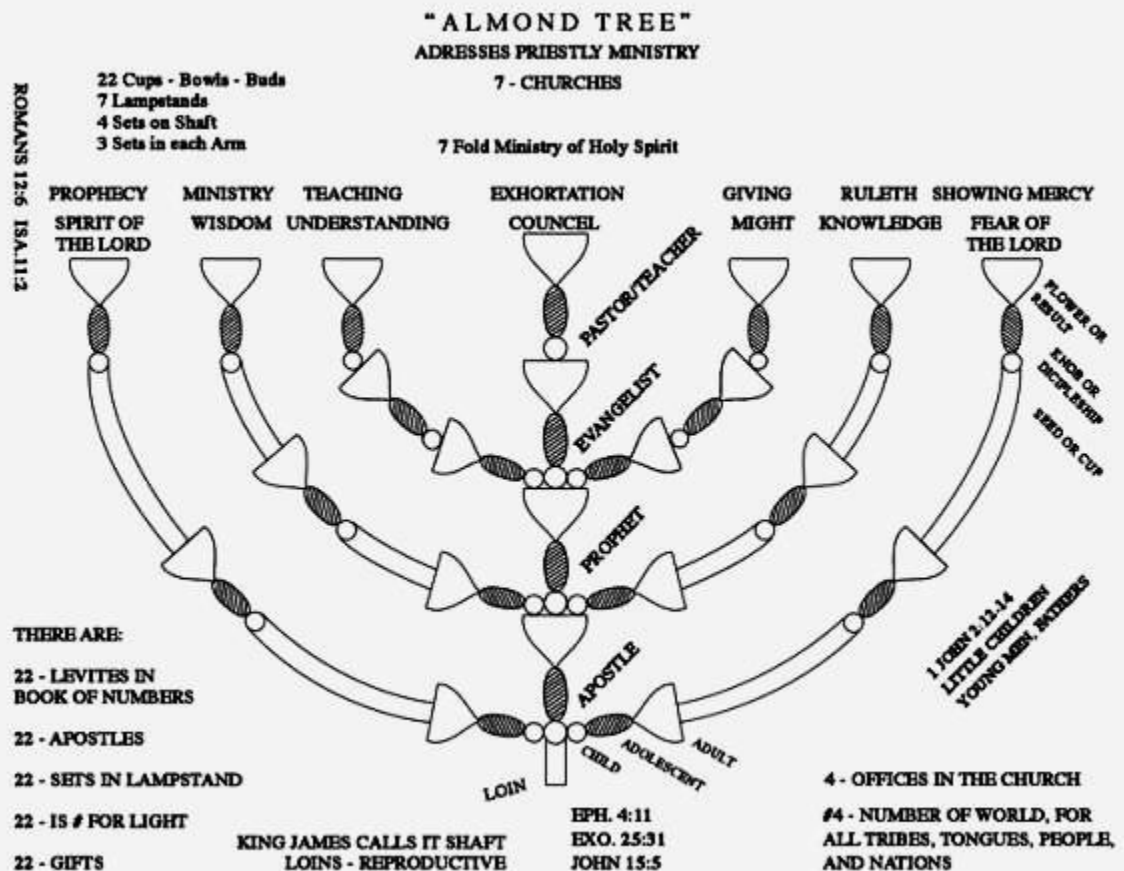 "ALMOND TREE"
ADRESSES PRIESTLY MINISTRY
7 - CHURCHES
22 Cups - Bowls - Buds
7 Lampstands
4 Sets on Shaft
3 Sets in each Arm
7 Fold Ministry of Holy Spirit
ROMANS 12:6 ISA.11:2
PROPHECY MINISTRY TEACHING EXHORTATION GIVING RULETH SHOWING MERCY
SPIRIT OF THE LORD
WISDOM
UNDERSTANDING
COUNCEL
MIGHT
KNOWLEDGE
FEAR OF
THE LORD
PASTOR/TEACHER
EVANGELIST
PROPHET
APOSTLE
FLOWER OR
RESULT
KNOB OR
DICIPLESHIP
SEED OR CUP
1 JOHN 2:12-14
LITTLE CHILDREN
YOUNG MEN, FATHERS
CHILD
ADOLESCENT
ADULT
LOIN
THERE ARE:
22 - LEVITES IN
BOOK OF NUMBERS
22 - APOSTLES
22 - SETS IN LAMPSTAND
22 - IS # FOR LIGHT
22 - GIFTS
KING JAMES CALLS IT SHAFT
LOINS - REPRODUCTIVE
EPH. 4:11
EXO. 25:31
JOHN 15:5
4 - OFFICES IN THE CHURCH
#4 - NUMBER OF WORLD, FOR
ALL TRIBES, TONGUES, PEOPLE,
AND NATIONS